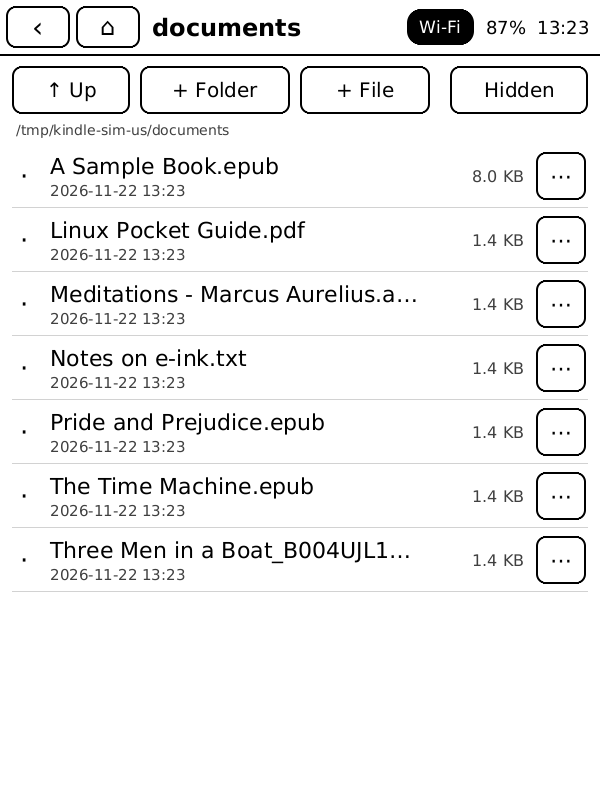 ‹ ⌂ documents Wi-Fi 87% 13:23
↑ Up + Folder + File Hidden
/tmp/kindle-sim-us/documents
A Sample Book.epub
2026-11-22 13:23
8.0 KB ...
Linux Pocket Guide.pdf
2026-11-22 13:23
1.4 KB ...
Meditations - Marcus Aurelius.a...
2026-11-22 13:23
1.4 KB ...
Notes on e-ink.txt
2026-11-22 13:23
1.4 KB ...
Pride and Prejudice.epub
2026-11-22 13:23
1.4 KB ...
The Time Machine.epub
2026-11-22 13:23
1.4 KB ...
Three Men in a Boat_B004UJL1...
2026-11-22 13:23
1.4 KB ...